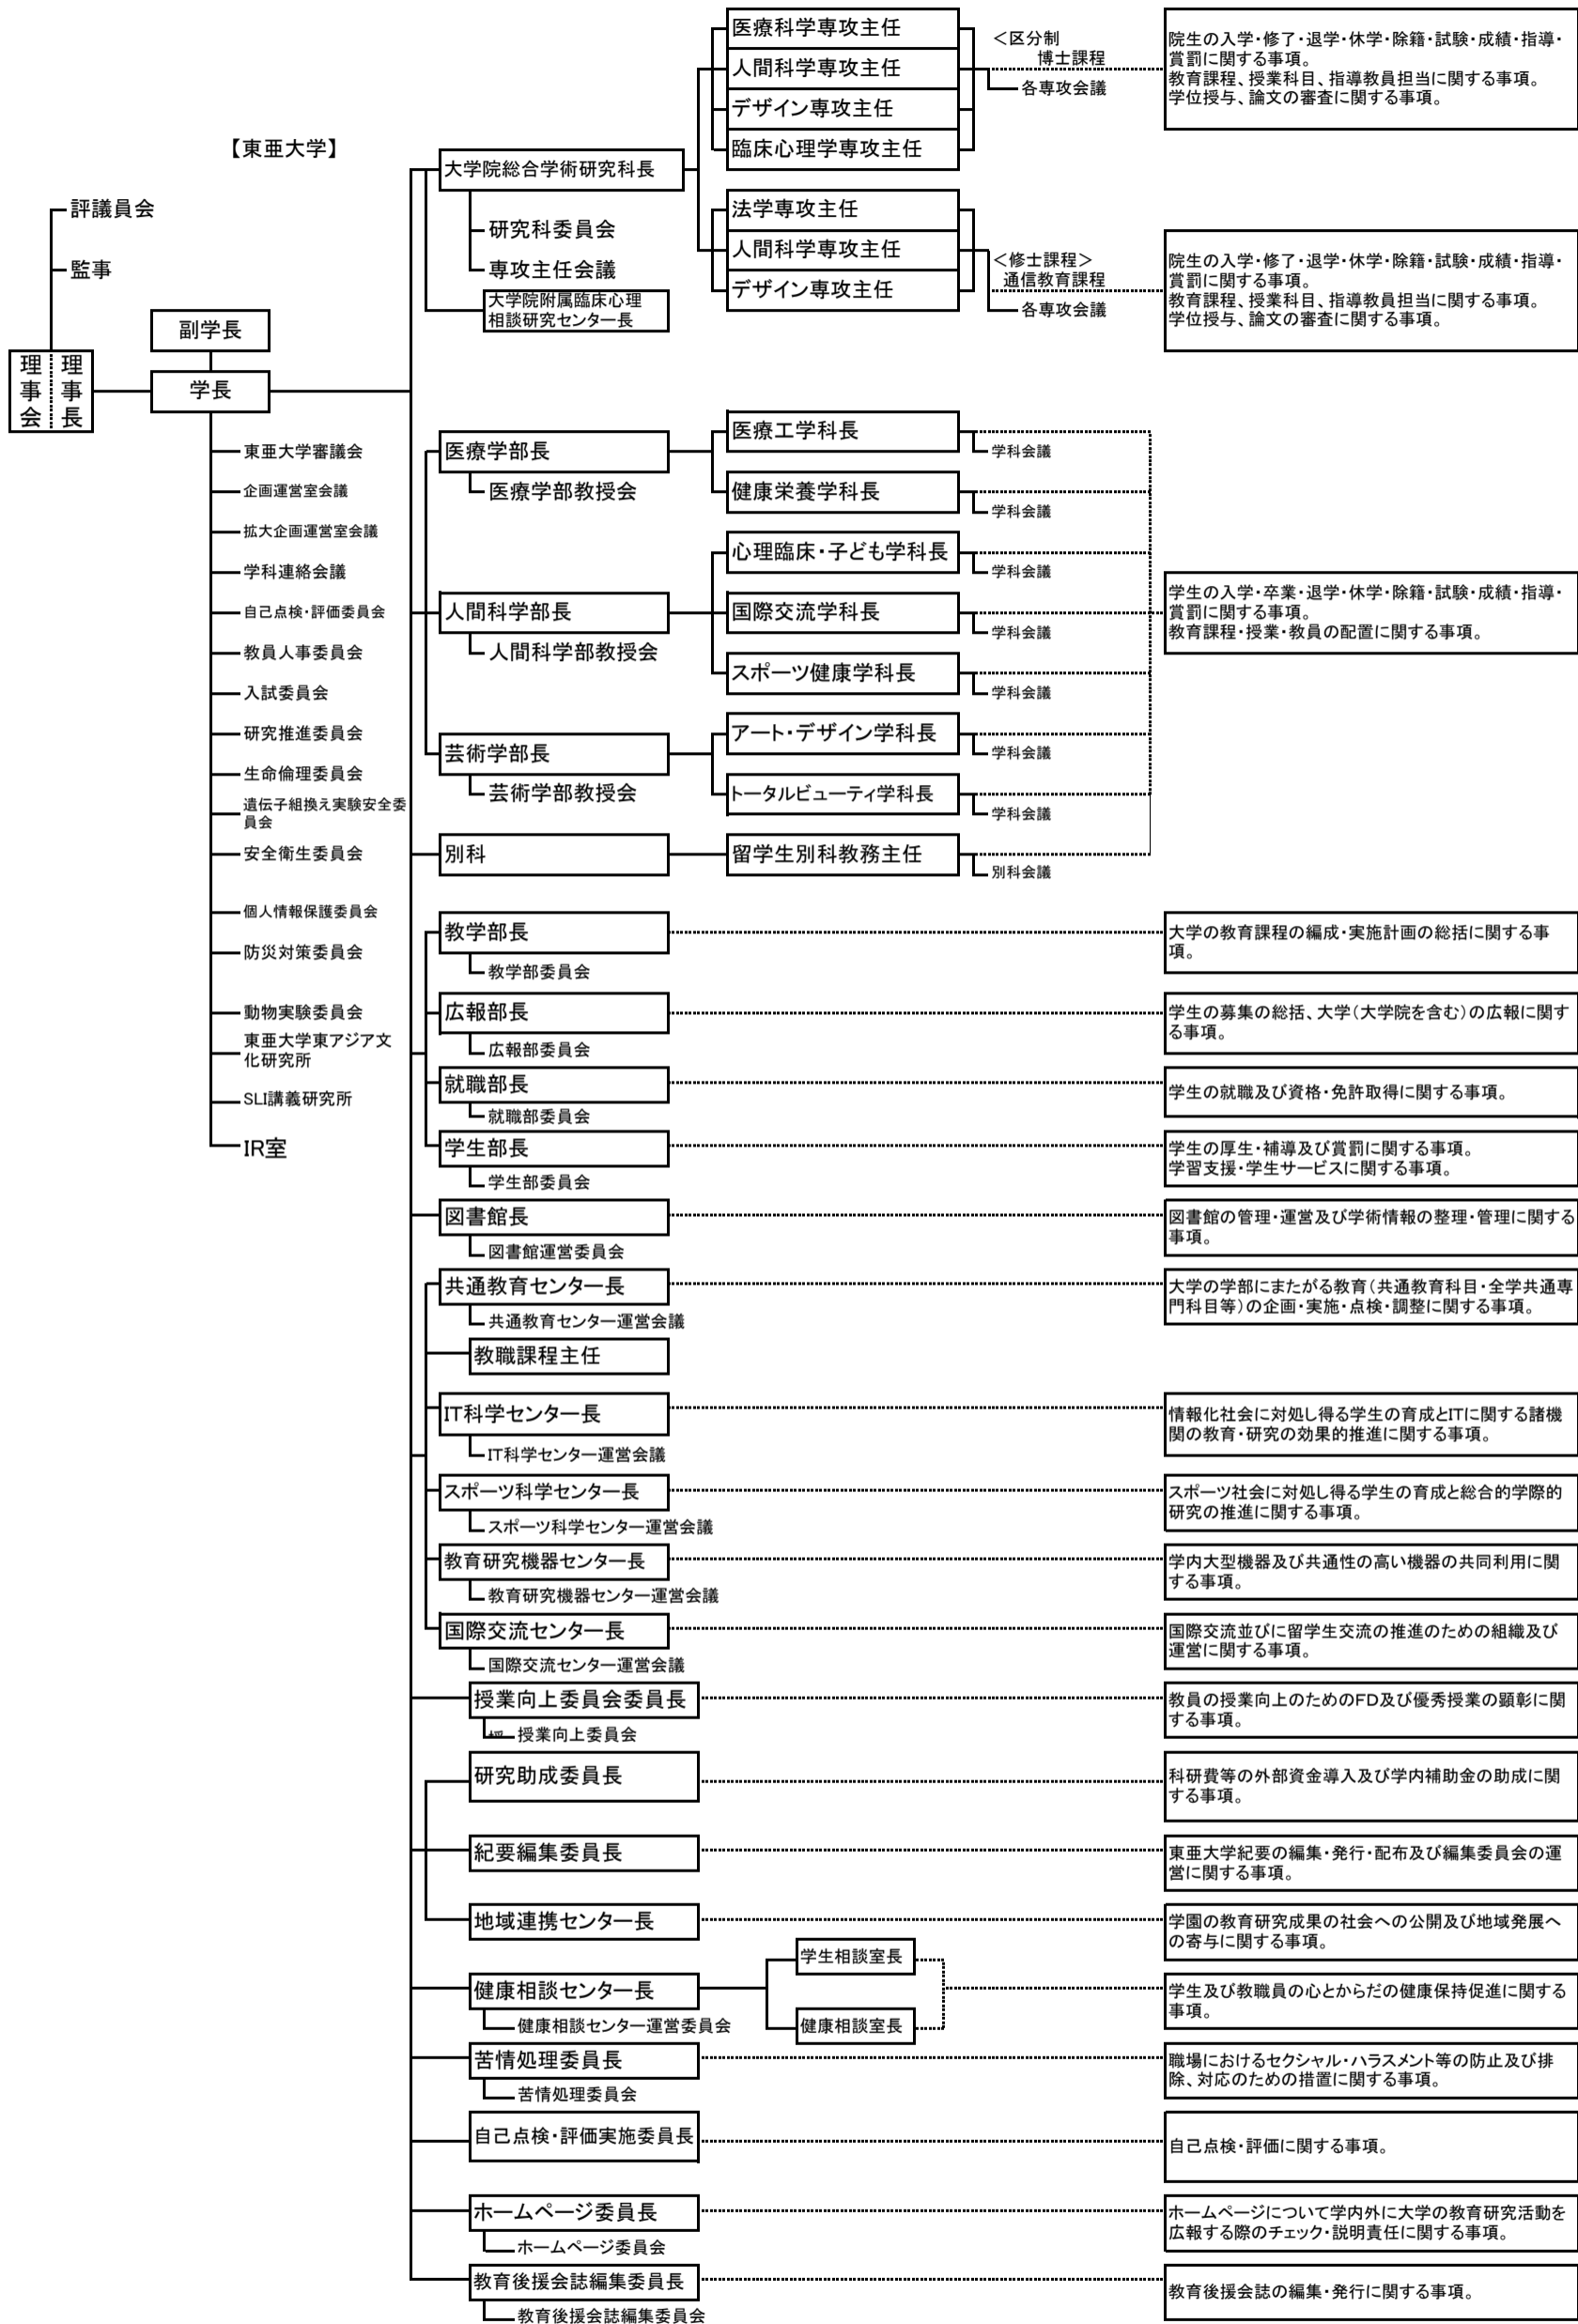 【東亜大学】
評議員会
監事
理事会
理事長
副学長
学長
東亜大学審議会
企画運営室会議
拡大企画運営室会議
学科連絡会議
自己点検・評価委員会
教員人事委員会
入試委員会
研究推進委員会
生命倫理委員会
遺伝子組換え実験安全委
員会
安全衛生委員会
個人情報保護委員会
防災対策委員会
動物実験委員会
東亜大学東アジア文
化研究所
SLI講義研究所
IR室
大学院総合学術研究科長
研究科委員会
専攻主任会議
大学院附属臨床心理
相談研究センター長
医療科学専攻主任
人間科学専攻主任
デザイン専攻主任
臨床心理学専攻主任
＜区分制
博士課程
各専攻会議
院生の入学・修了・退学・休学・除籍・試験・成績・指導・
賞罰に関する事項。
教育課程、授業科目、指導教員担当に関する事項。
学位授与、論文の審査に関する事項。
法学専攻主任
人間科学専攻主任
デザイン専攻主任
＜修士課程＞
通信教育課程
各専攻会議
院生の入学・修了・退学・休学・除籍・試験・成績・指導・
賞罰に関する事項。
教育課程、授業科目、指導教員担当に関する事項。
学位授与、論文の審査に関する事項。
医療学部長
医療学部教授会
医療工学科長
学科会議
健康栄養学科長
学科会議
人間科学部長
人間科学部教授会
心理臨床・子ども学科長
学科会議
国際交流学科長
学科会議
スポーツ健康学科長
学科会議
芸術学部長
芸術学部教授会
アート・デザイン学科長
学科会議
トータルビューティ学科長
学科会議
別科
留学生別科教務主任
別科会議
学生の入学・卒業・退学・休学・除籍・試験・成績・指導・
賞罰に関する事項。
教育課程・授業・教員の配置に関する事項。
教学部長
教学部委員会
大学の教育課程の編成・実施計画の総括に関する事
項。
広報部長
広報部委員会
学生の募集の総括、大学（大学院を含む）の広報に関す
る事項。
就職部長
就職部委員会
学生の就職及び資格・免許取得に関する事項。
学生部長
学生部委員会
学生の厚生・補導及び賞罰に関する事項。
学習支援・学生サービスに関する事項。
図書館長
図書館運営委員会
図書館の管理・運営及び学術情報の整理・管理に関する
事項。
共通教育センター長
共通教育センター運営会議
大学の学部にまたがる教育（共通教育科目・全学共通専
門科目等）の企画・実施・点検・調整に関する事項。
教職課程主任
IT科学センター長
IT科学センター運営会議
情報化社会に対処し得る学生の育成とITに関する諸機
関の教育・研究の効果的推進に関する事項。
スポーツ科学センター長
スポーツ科学センター運営会議
スポーツ社会に対処し得る学生の育成と総合的学際的
研究の推進に関する事項。
教育研究機器センター長
教育研究機器センター運営会議
学内大型機器及び共通性の高い機器の共同利用に関
する事項。
国際交流センター長
国際交流センター運営会議
国際交流並びに留学生交流の推進のための組織及び
運営に関する事項。
授業向上委員会委員長
授業向上委員会
教員の授業向上のためのFD及び優秀授業の顕彰に関
する事項。
研究助成委員長
科研費等の外部資金導入及び学内補助金の助成に関
する事項。
紀要編集委員長
東亜大学紀要の編集・発行・配布及び編集委員会の運
営に関する事項。
地域連携センター長
学園の教育研究成果の社会への公開及び地域発展へ
の寄与に関する事項。
健康相談センター長
健康相談センター運営委員会
学生相談室長
健康相談室長
学生及び教職員の心とからだの健康保持促進に関する
事項。
苦情処理委員長
苦情処理委員会
職場におけるセクシャル・ハラスメント等の防止及び排
除、対応のための措置に関する事項。
自己点検・評価実施委員長
自己点検・評価に関する事項。
ホームページ委員長
ホームページ委員会
ホームページについて学内外に大学の教育研究活動を
広報する際のチェック・説明責任に関する事項。
教育後援会誌編集委員長
教育後援会誌編集委員会
教育後援会誌の編集・発行に関する事項。